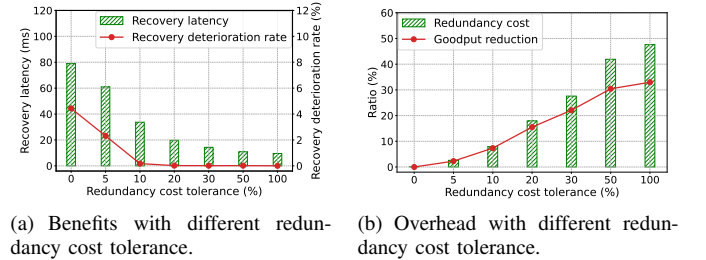 120
100
80
60
40
20
0
Recovery latency (ms)
Recovery latency
Recovery deterioration rate
12
10
8
6
4
2
0
Recovery deterioration rate (%)
0 5 10 20 30 50 100
Redundancy cost tolerance (%)
(a) Benefits with different redun-
dancy cost tolerance.
60
50
40
30
20
10
0
Ratio (%)
Redundancy cost
Goodput reduction
0 5 10 20 30 50 100
Redundancy cost tolerance (%)
(b) Overhead with different redun-
dancy cost tolerance.